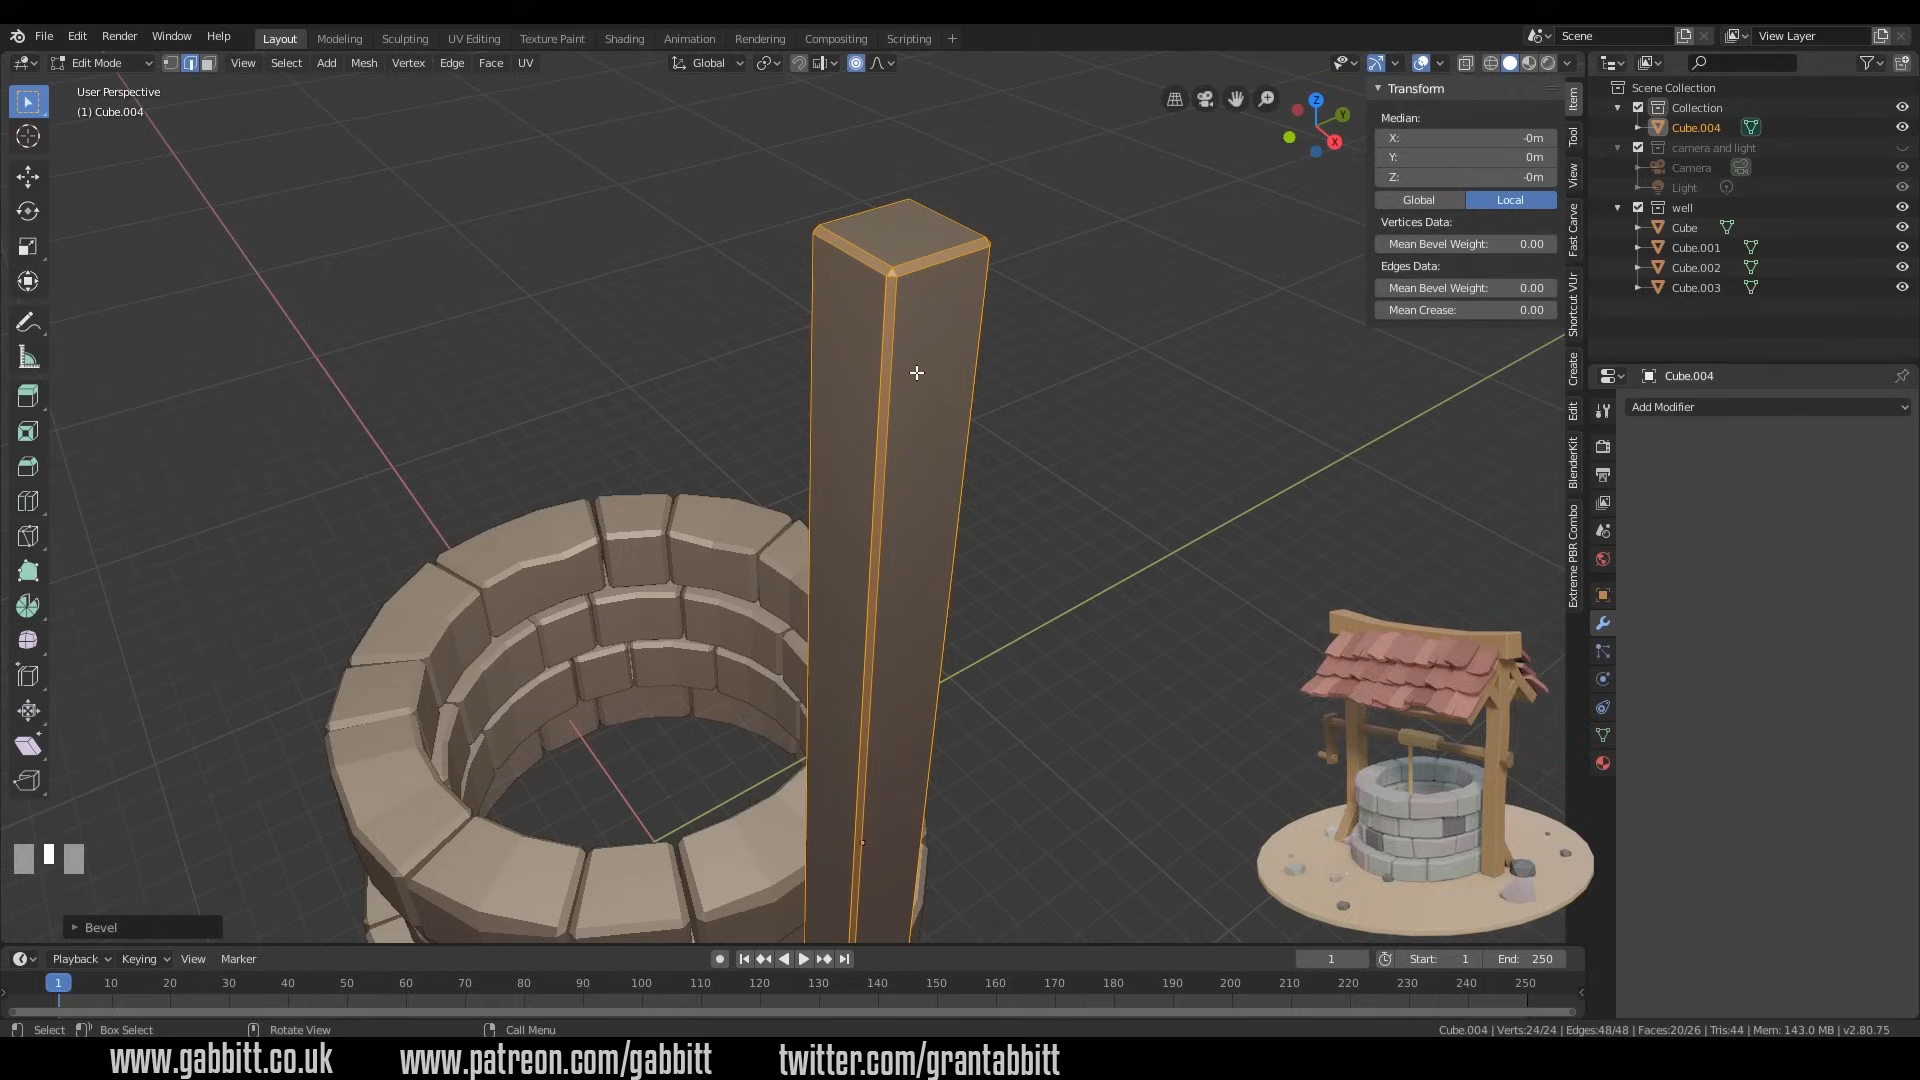 File Edit Render Window Help Layout Modeling Sculpting UV Editing Texture Paint Shading Animation Rendering Compositing Scripting + Scene View Layer
Edit Mode View Select Add Mesh Vertex Edge Face UV Global
User Perspective
(1) Cube.004
Z
Y
X
Transform
Median:
X: -0m
Y: 0m
Z: -0m
Global Local
Vertices Data:
Mean Bevel Weight: 0.00
Edges Data:
Mean Bevel Weight: 0.00
Mean Crease: 0.00
Item
Tool
View
Fast Carve
Shortcut VUr
Create
Edit
BlenderKit
Extreme PBR Combo
Scene Collection
Collection
Cube.004
camera and light
Camera
Light
well
Cube
Cube.001
Cube.002
Cube.003
Cube.004
Add Modifier
Bevel
Playback Keying View Marker 1 Start: 1 End: 250
1 10 20 30 40 50 60 70 80 90 100 110 120 130 140 150 160 170 180 190 200 210 220 230 240 250
Select Box Select Rotate View Call Menu Cube.004 | Verts:24/24 | Edges:48/48 | Faces:20/26 | Tris:44 | Mem: 143.0 MB | v2.80.75
www.gabbitt.co.uk www.patreon.com/gabbitt twitter.com/grantabbitt